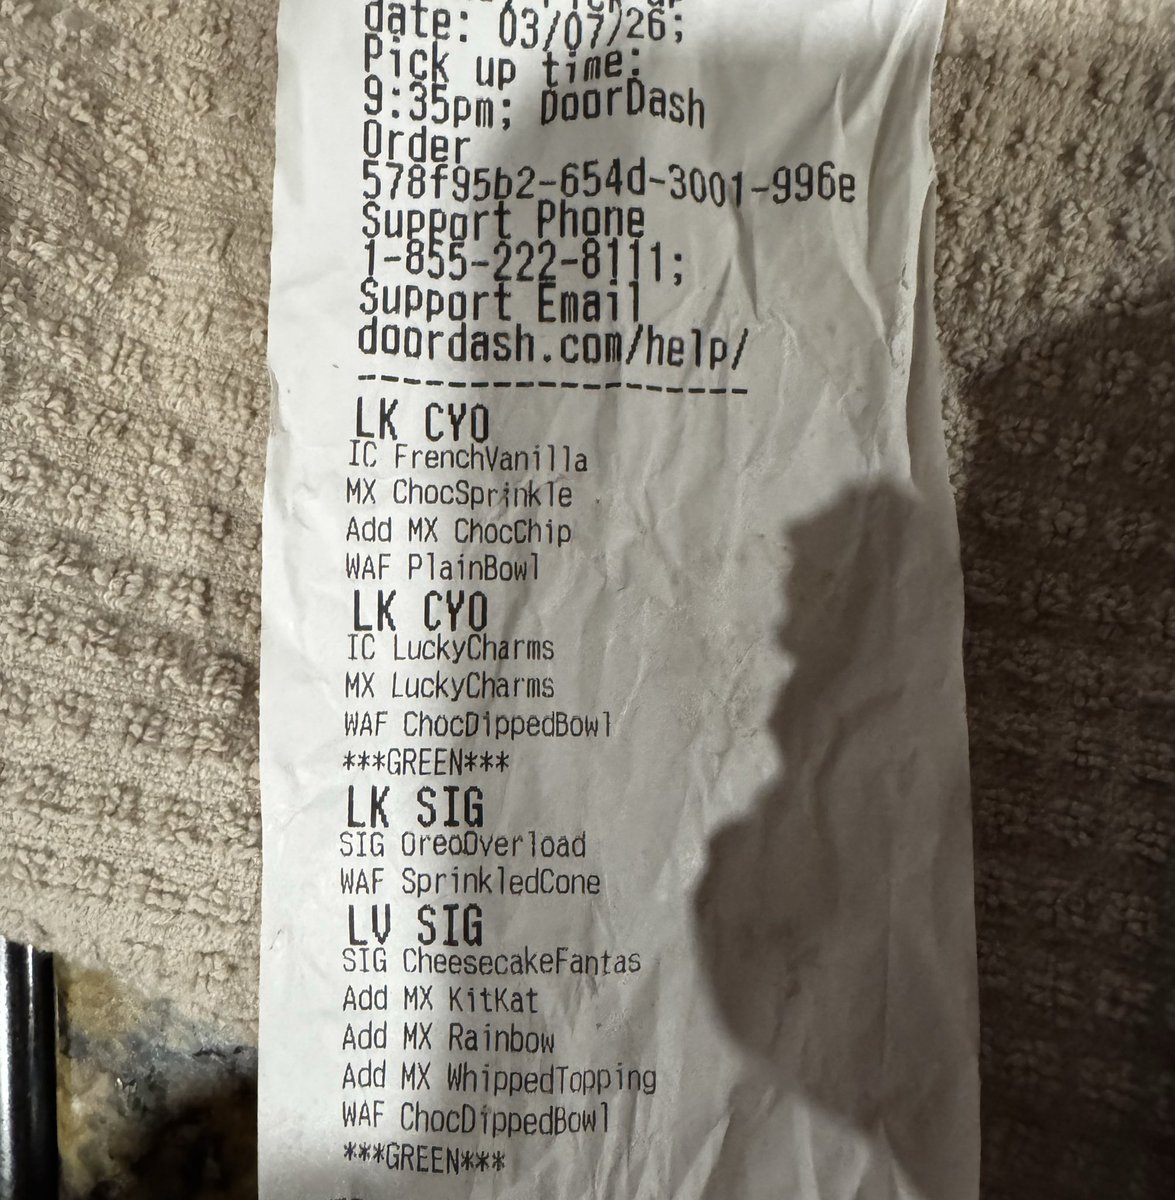 date: 03/07/26;
Pick up time:
9:35pm; DoorDash
Order
578f95b2-654d-3001-996e
Support Phone
1-855-222-8111;
Support Email
doordash.com/help/
-------------------
LK CYO
IC FrenchVanilla
MX ChocSprinkle
Add MX ChocChip
WAF PlainBowl
LK CYO
IC LuckyCharms
MX LuckyCharms
WAF ChocDippedBowl
***GREEN***
LK SIG
SIG OreoOverload
WAF SprinkledCone
LV SIG
SIG CheesecakeFantas
Add MX KitKat
Add MX Rainbow
Add MX WhippedTopping
WAF ChocDippedBowl
***GREEN***